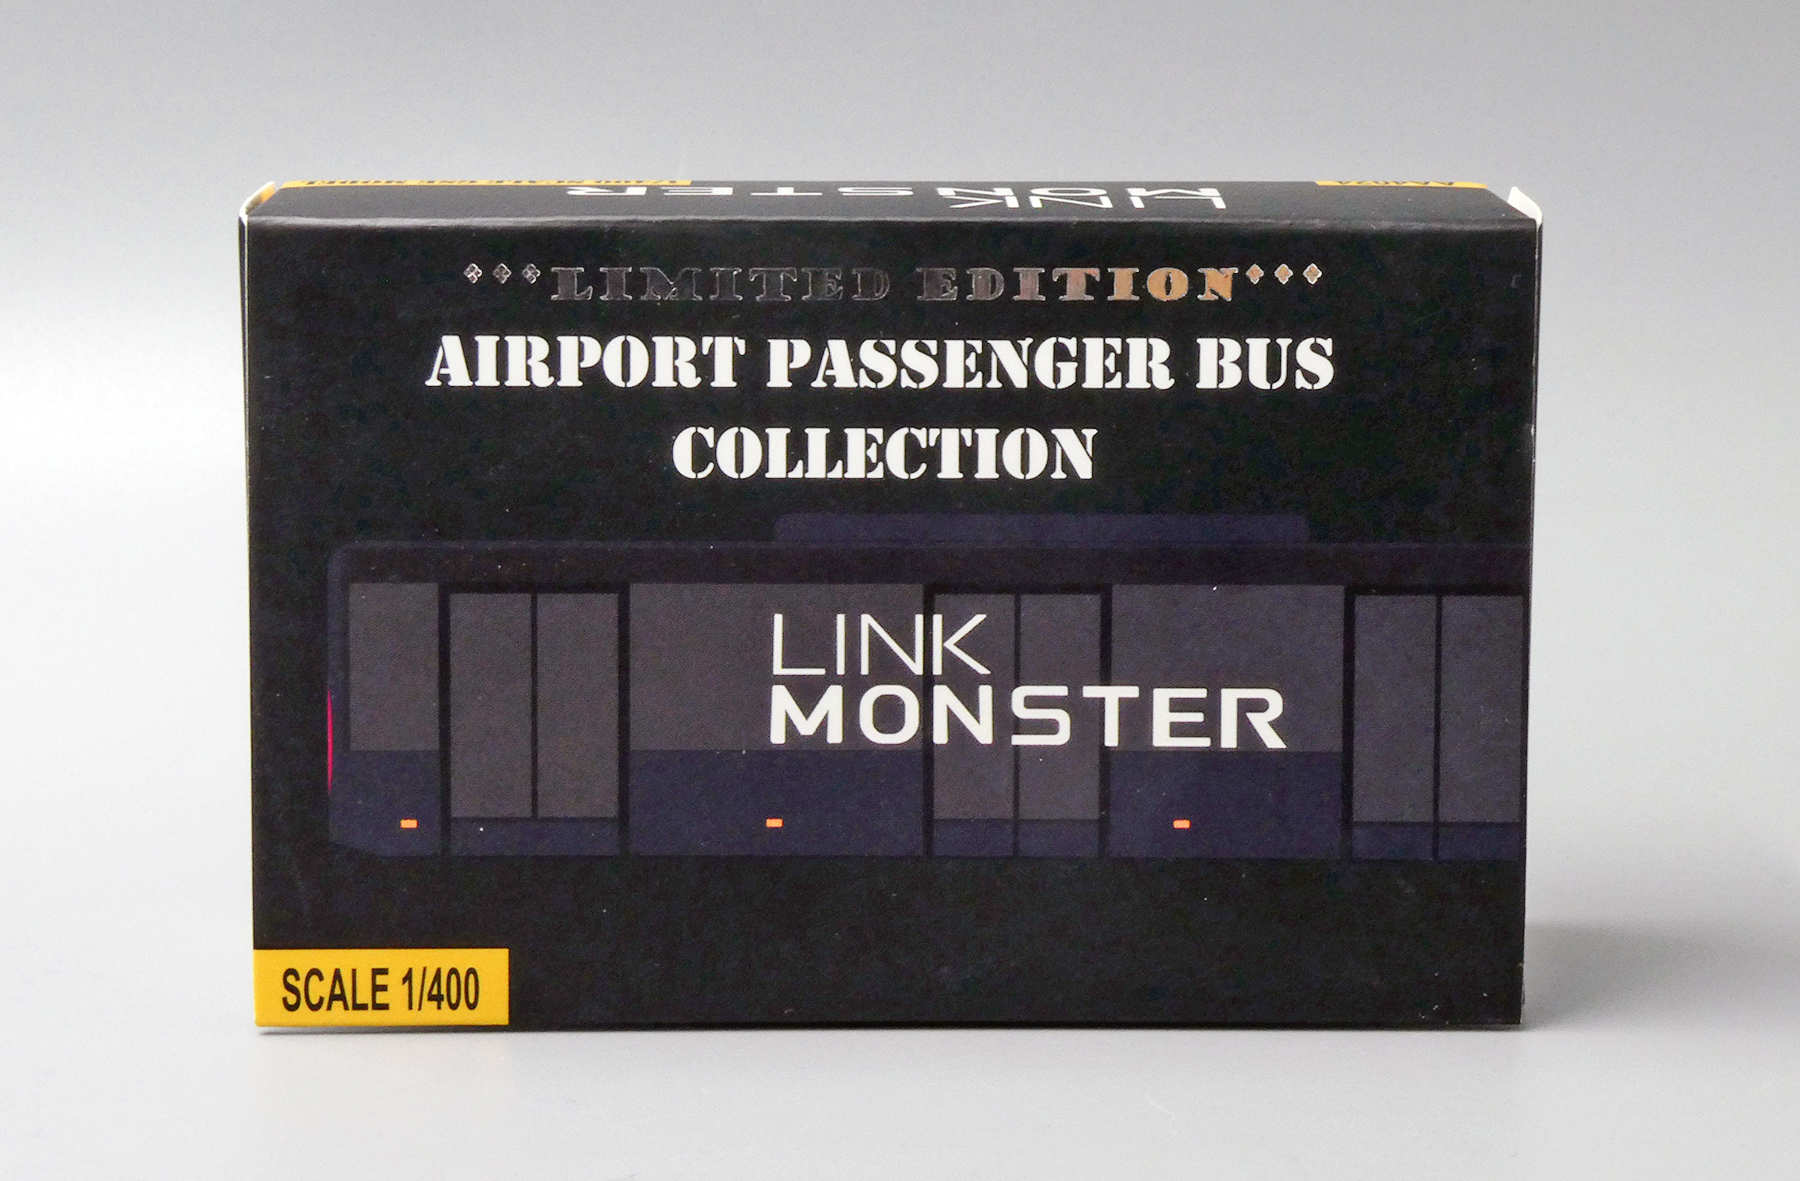 LINK
MONSTER
LIMITED EDITION
AIRPORT PASSENGER BUS
COLLECTION
LINK
MONSTER
SCALE 1/400